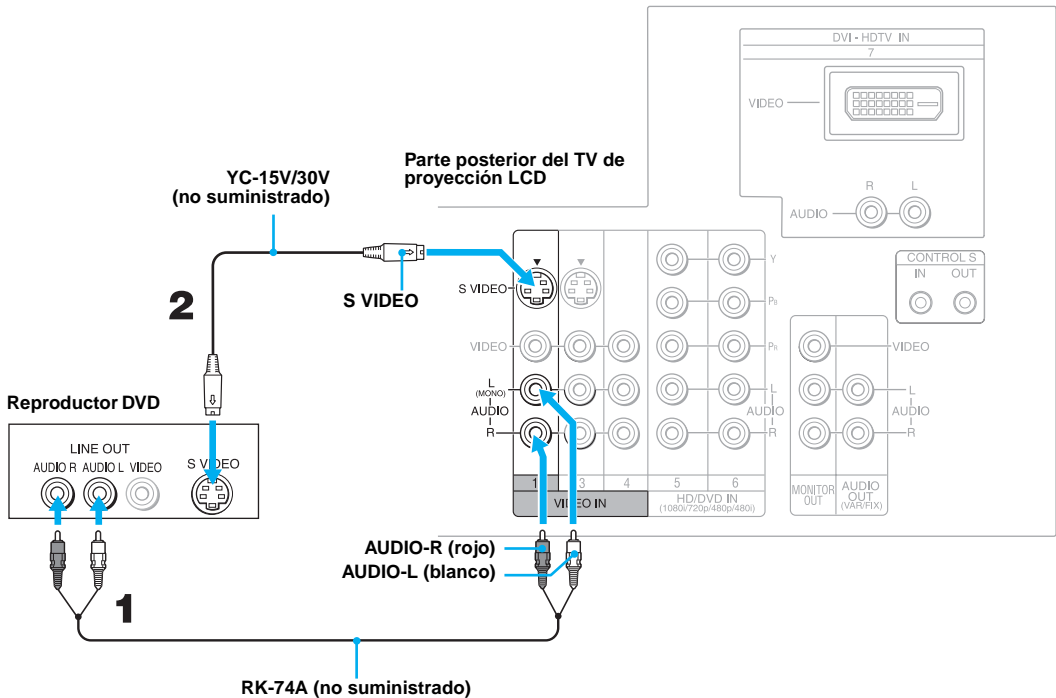 DVI - HDTV IN
7
VIDEO
R L
AUDIO
YC-15V/30V
(no suministrado)
Parte posterior del TV de
proyección LCD
CONTROL S
IN OUT
S VIDEO
S VIDEO
2
Y
PB
PR
VIDEO
L
(MONO)
AUDIO
R
L
AUDIO
R
VIDEO
L
AUDIO
R
1 3 4 5 6
VIDEO IN
HD/DVD IN
(1080i/720p/480p/480i)
MONITOR
OUT
AUDIO
OUT
(VAR/FIX)
Reproductor DVD
LINE OUT
AUDIO R AUDIO L VIDEO
S VIDEO
AUDIO-R (rojo)
AUDIO-L (blanco)
1
RK-74A (no suministrado)